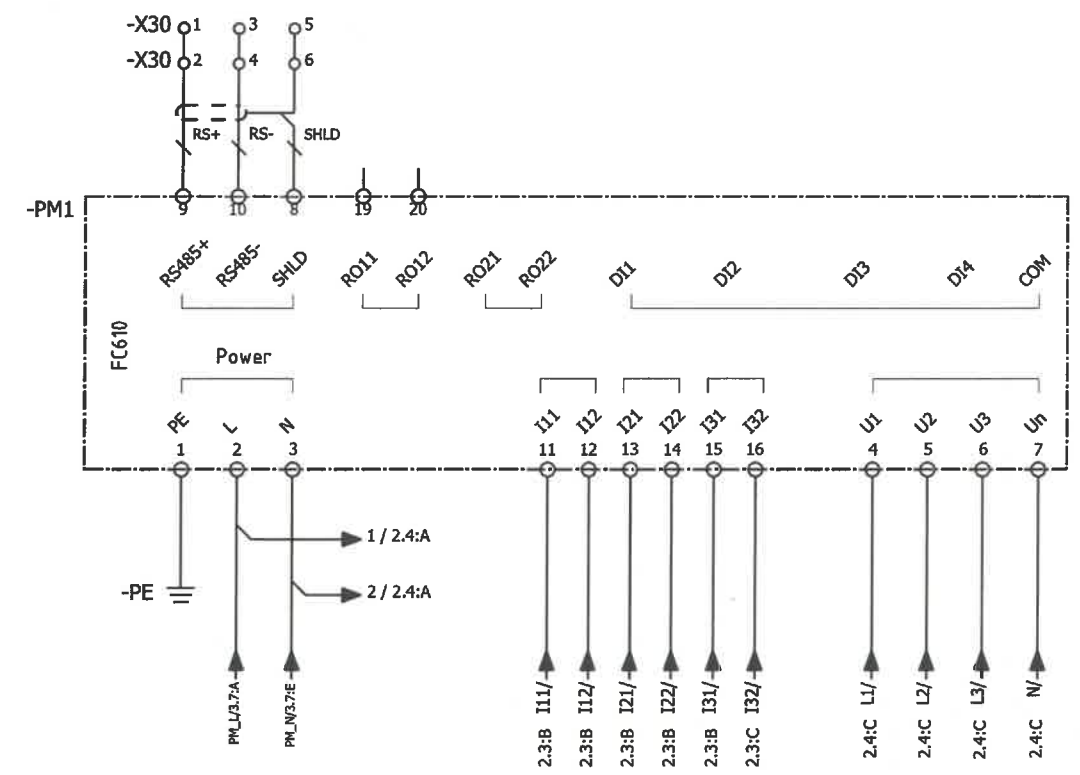 -X30 1 3 5
-X30 2 4 6
RS+ RS- SHLD
-PM1 9 10 8 19 20
RS485+ RS485- SHLD RO11 RO12 RO21 RO22 DI1 DI2 DI3 DI4 COM
FC610
Power
PE L N I11 I12 I21 I22 I31 I32 U1 U2 U3 Un
1 2 3 11 12 13 14 15 16 4 5 6 7
1 / 2.4:A
-PE 2 / 2.4:A
PM_L/3.7:A PM_N/3.7:E
2.3:B I11/
2.3:B I12/
2.3:B I21/
2.3:B I22/
2.3:B I31/
2.3:C I32/
2.4:C L1/
2.4:C L2/
2.4:C L3/
2.4:C N/